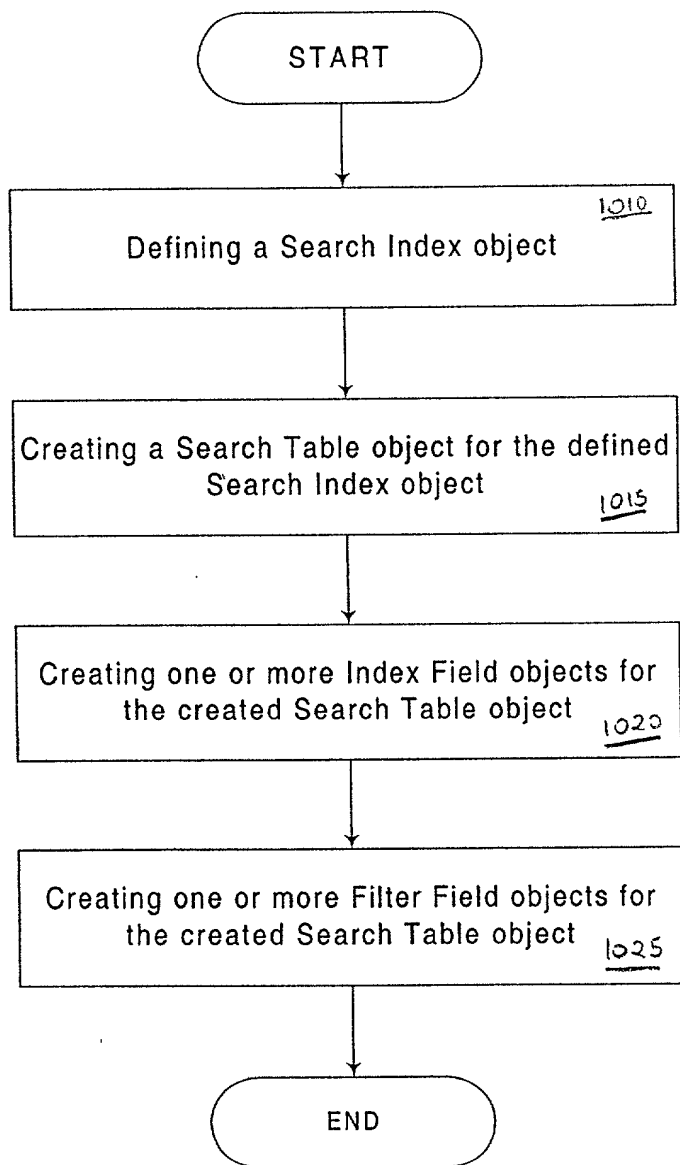 START
1010
Defining a Search Index object
Creating a Search Table object for the defined
Search Index object
1015
Creating one or more Index Field objects for
the created Search Table object
1020
Creating one or more Filter Field objects for
the created Search Table object
1025
END